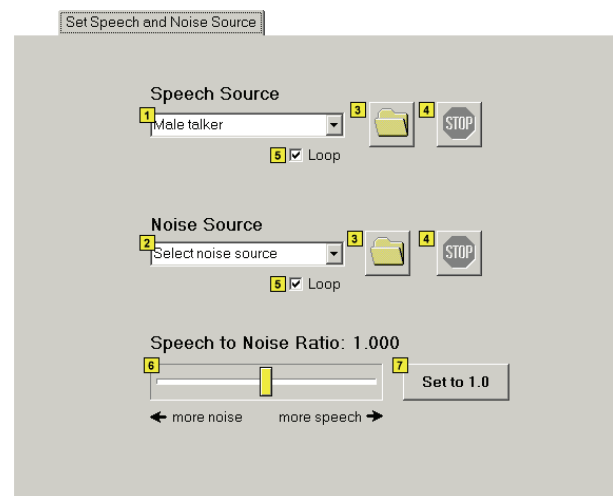 Set Speech and Noise Source
Speech Source
1 Male talker 3 4 STOP
5 Loop
Noise Source
2 Select noise source 3 4 STOP
5 Loop
Speech to Noise Ratio: 1.000
6 7 Set to 1.0
more noise more speech